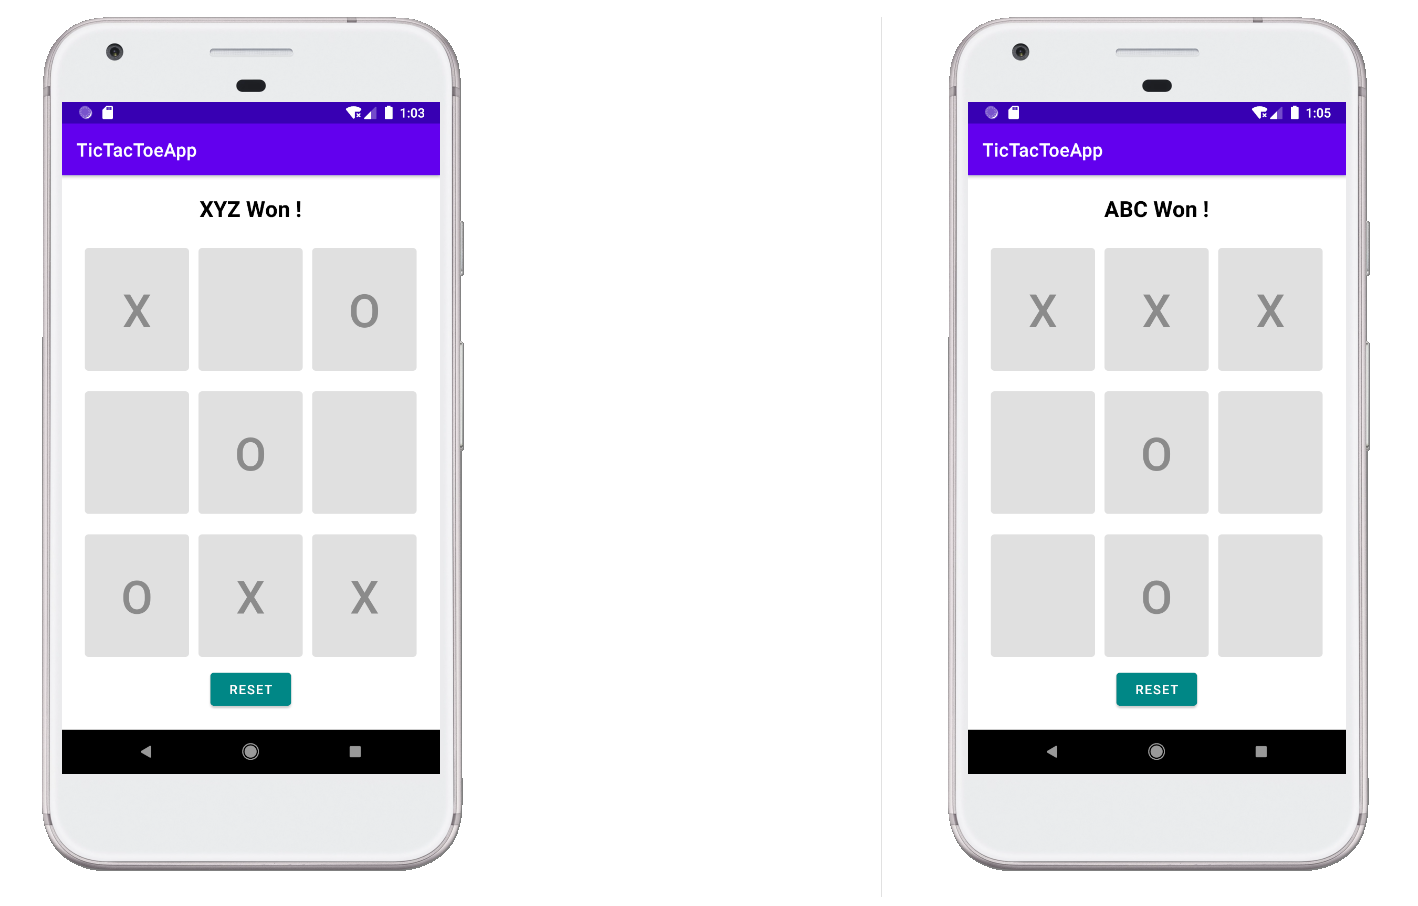 1:03
TicTacToeApp
XYZ Won !
X O
O
O X X
RESET
1:05
TicTacToeApp
ABC Won !
X X X
O
O
RESET